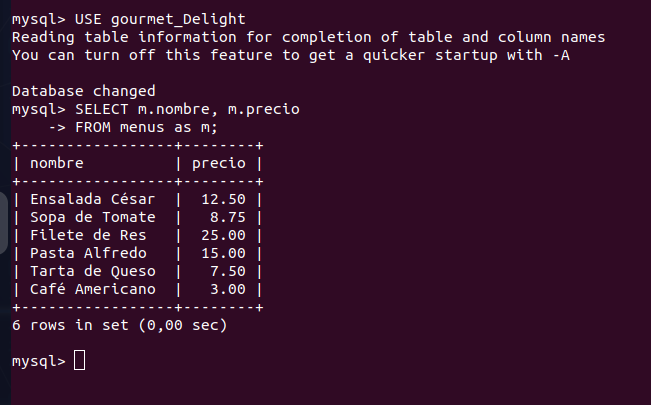 mysql> USE gourmet_Delight
Reading table information for completion of table and column names
You can turn off this feature to get a quicker startup with -A
Database changed
mysql> SELECT m.nombre, m.precio
    -> FROM menus as m;
+-----------------+--------+
| nombre          | precio |
+-----------------+--------+
| Ensalada César  |  12.50 |
| Sopa de Tomate  |   8.75 |
| Filete de Res   |  25.00 |
| Pasta Alfredo   |  15.00 |
| Tarta de Queso  |   7.50 |
| Café Americano  |   3.00 |
+-----------------+--------+
6 rows in set (0,00 sec)
mysql>